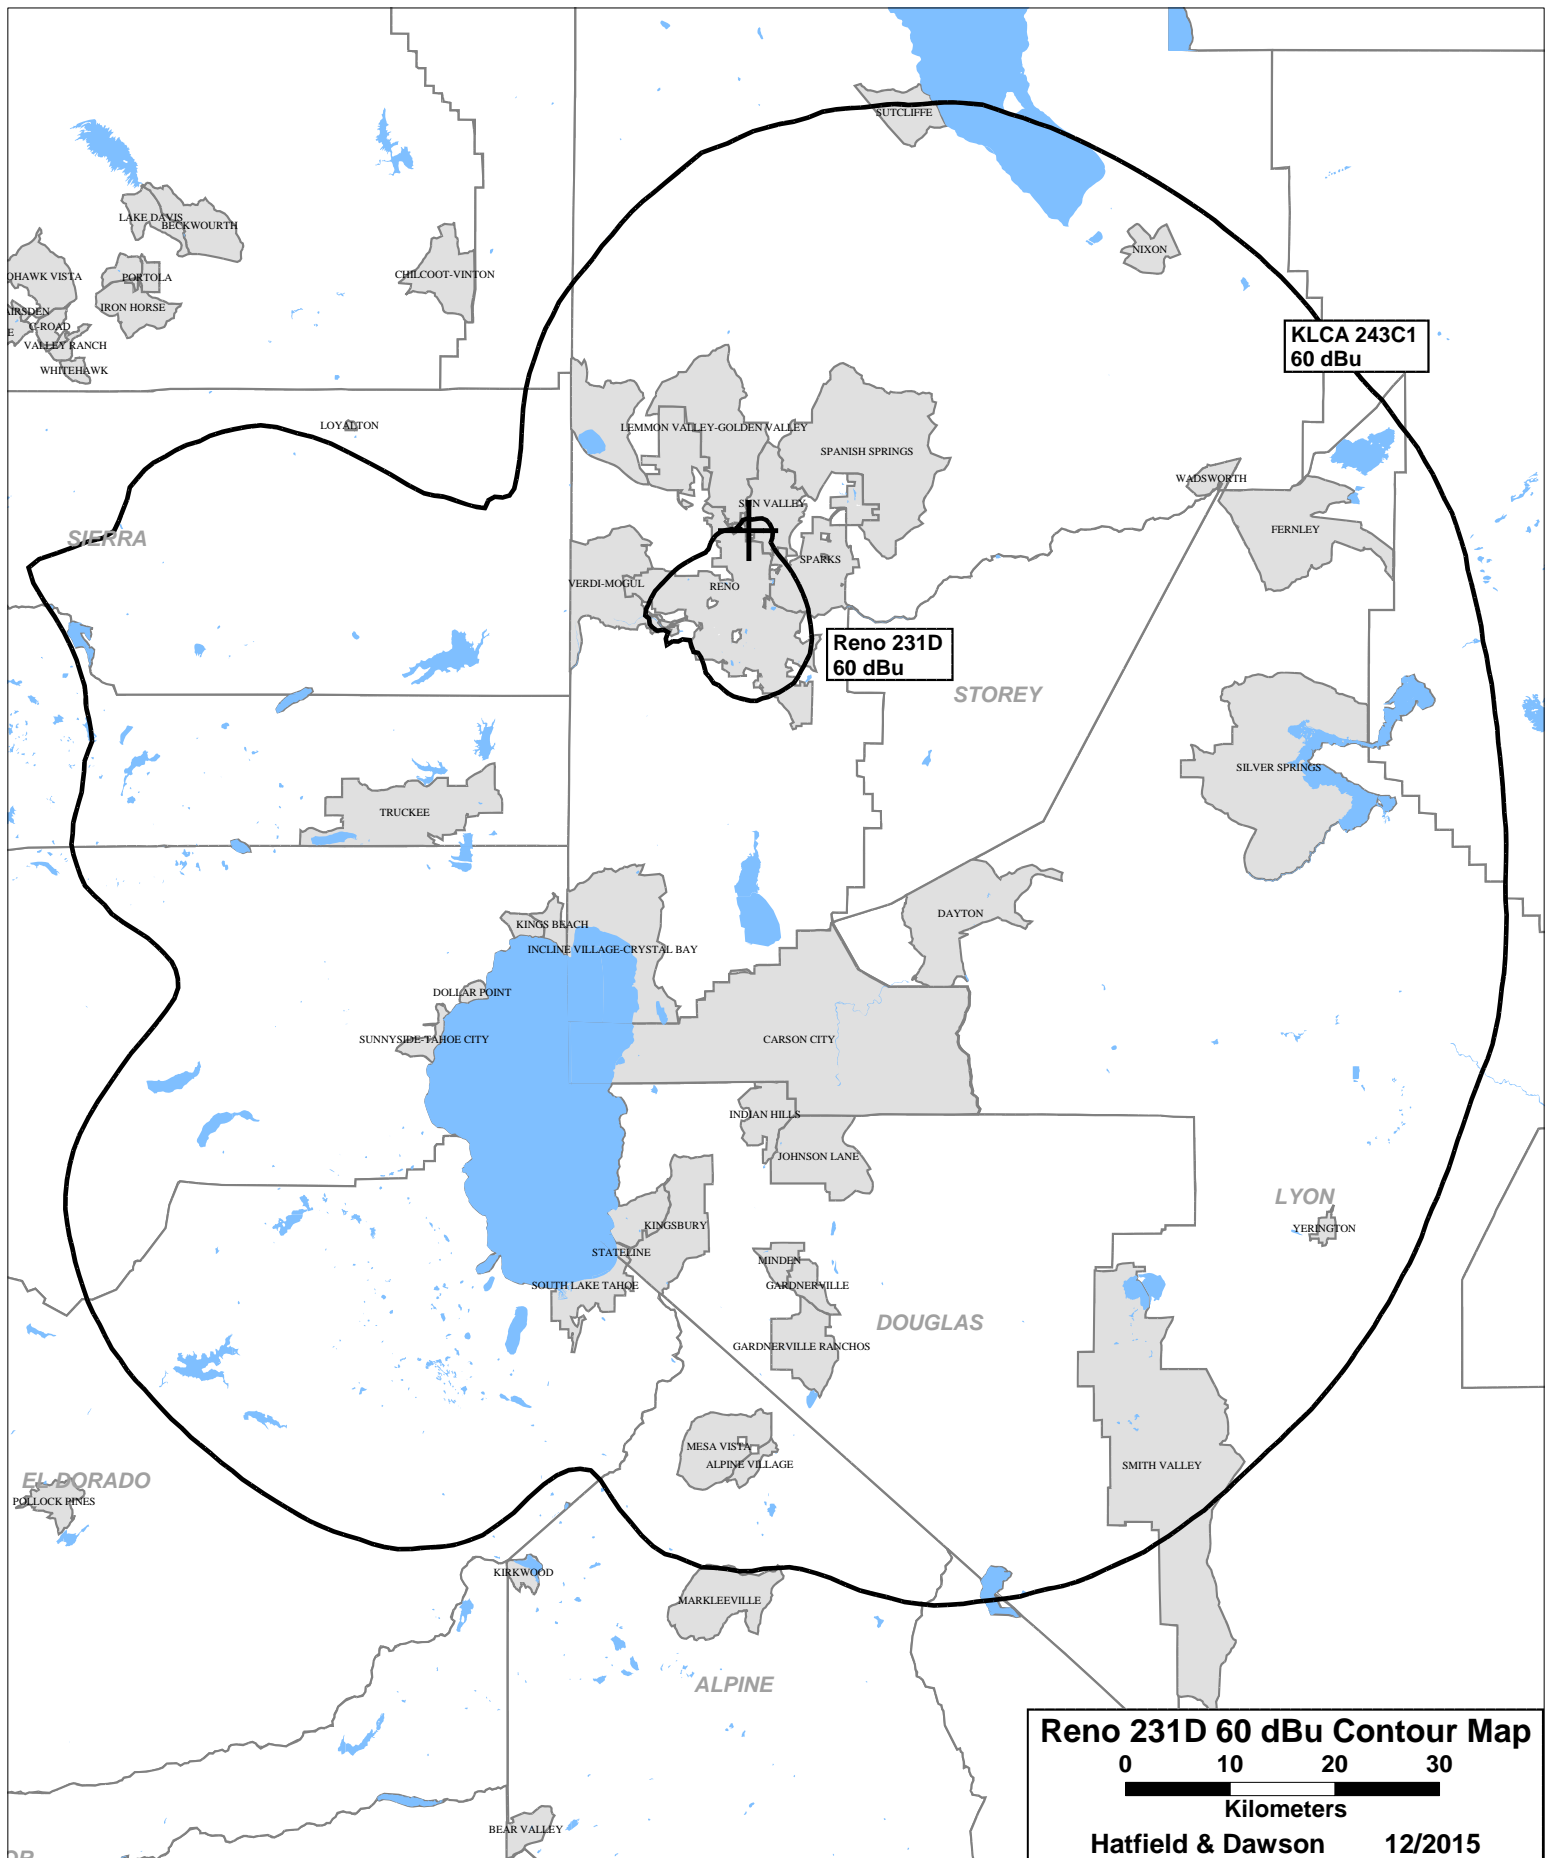 SUTCLIFFE
LAKE DAVIS
BECKWOURTH
NIXON
OHAWK VISTA
PORTOLA
CHILCOOT-VINTON
IRON HORSE
AIRSDEN
C-ROAD
E
VALLEY RANCH
WHITEHAWK
KLCA 243C1
60 dBu
LOYALTON
LEMMON VALLEY-GOLDEN VALLEY
SPANISH SPRINGS
WADSWORTH
SUN VALLEY
FERNLEY
SIERRA
SPARKS
VERDI-MOGUL
RENO
Reno 231D
60 dBu
STOREY
SILVER SPRINGS
TRUCKEE
DAYTON
KINGS BEACH
INCLINE VILLAGE-CRYSTAL BAY
DOLLAR POINT
SUNNYSIDE-TAHOE CITY
CARSON CITY
INDIAN HILLS
JOHNSON LANE
LYON
YERINGTON
KINGSBURY
STATELINE
MINDEN
SOUTH LAKE TAHOE
GARDNERVILLE
DOUGLAS
GARDNERVILLE RANCHOS
MESA VISTA
ALPINE VILLAGE
SMITH VALLEY
EL DORADO
POLLOCK PINES
KIRKWOOD
MARKLEEVILLE
ALPINE
Reno 231D 60 dBu Contour Map
0 10 20 30
Kilometers
Hatfield & Dawson 12/2015
BEAR VALLEY